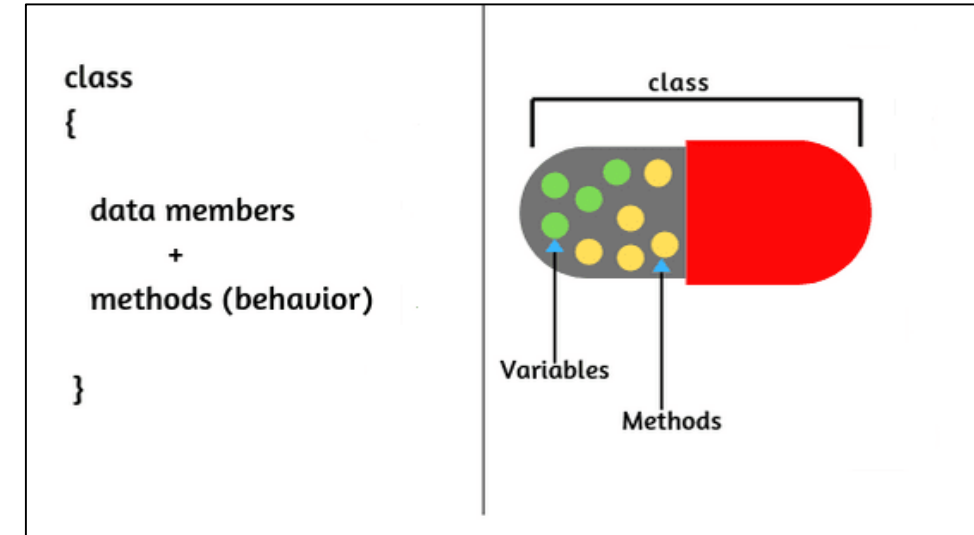 class
{
data members
+
methods (behavior)
}
class
Variables
Methods